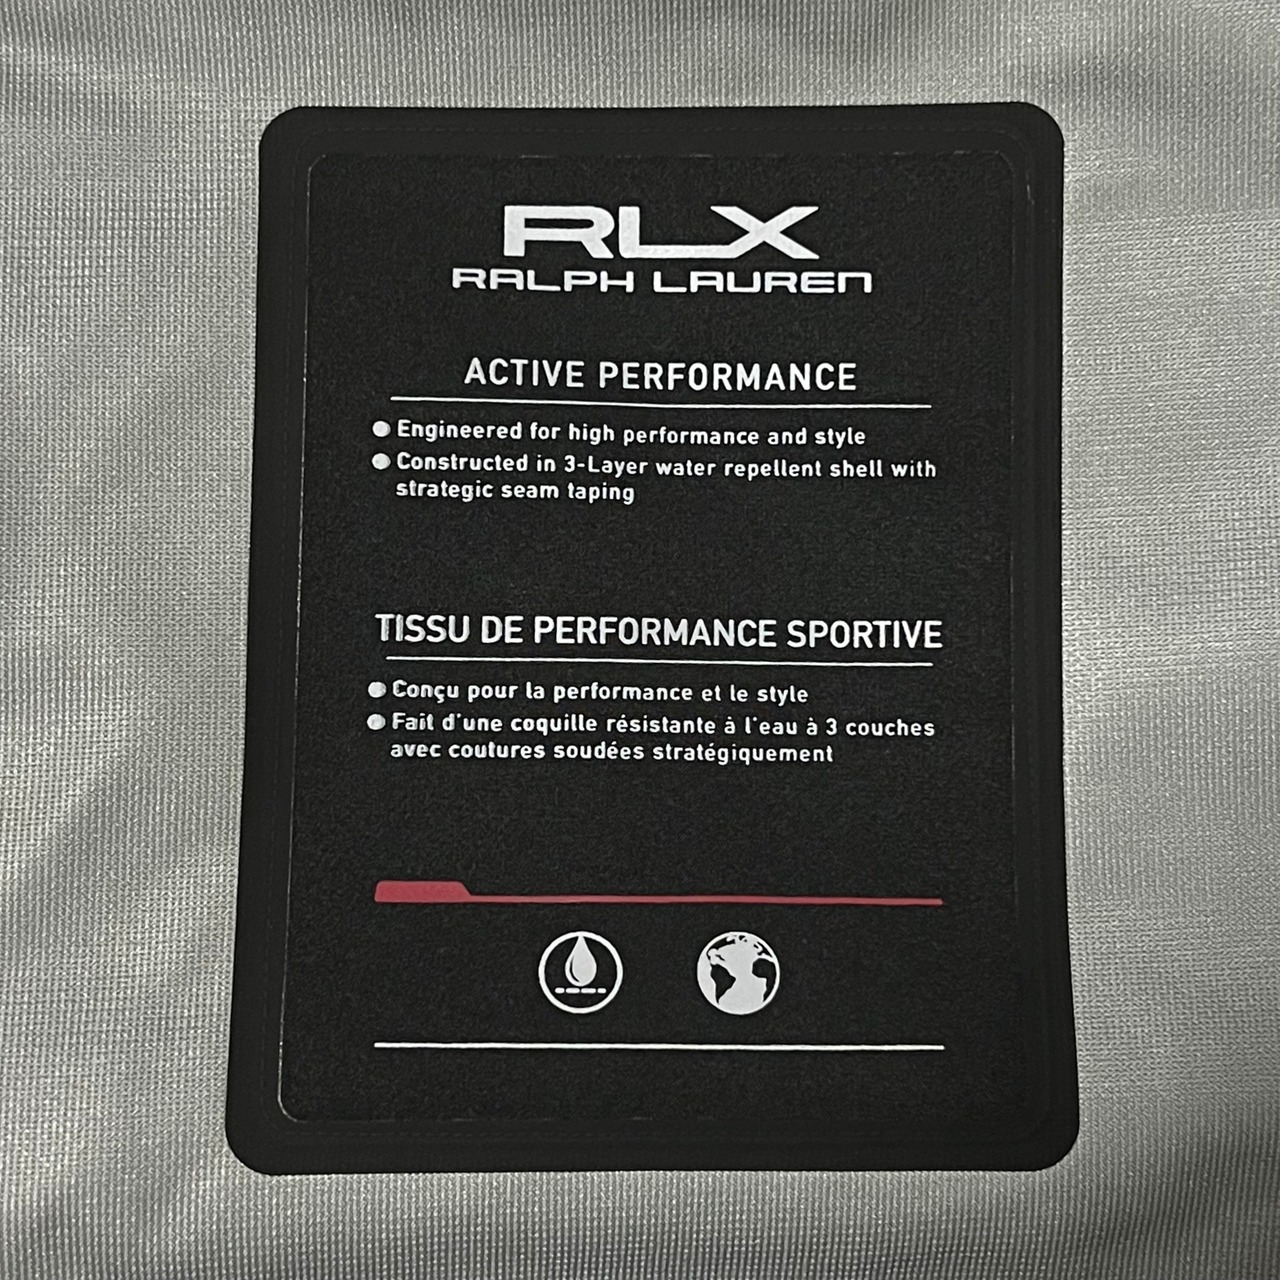 RLX
RALPH LAUREN
ACTIVE PERFORMANCE
● Engineered for high performance and style
● Constructed in 3-Layer water repellent shell with
strategic seam taping
TISSU DE PERFORMANCE SPORTIVE
● Conçu pour la performance et le style
● Fait d'une coquille résistante à l'eau à 3 couches
avec coutures soudées stratégiquement